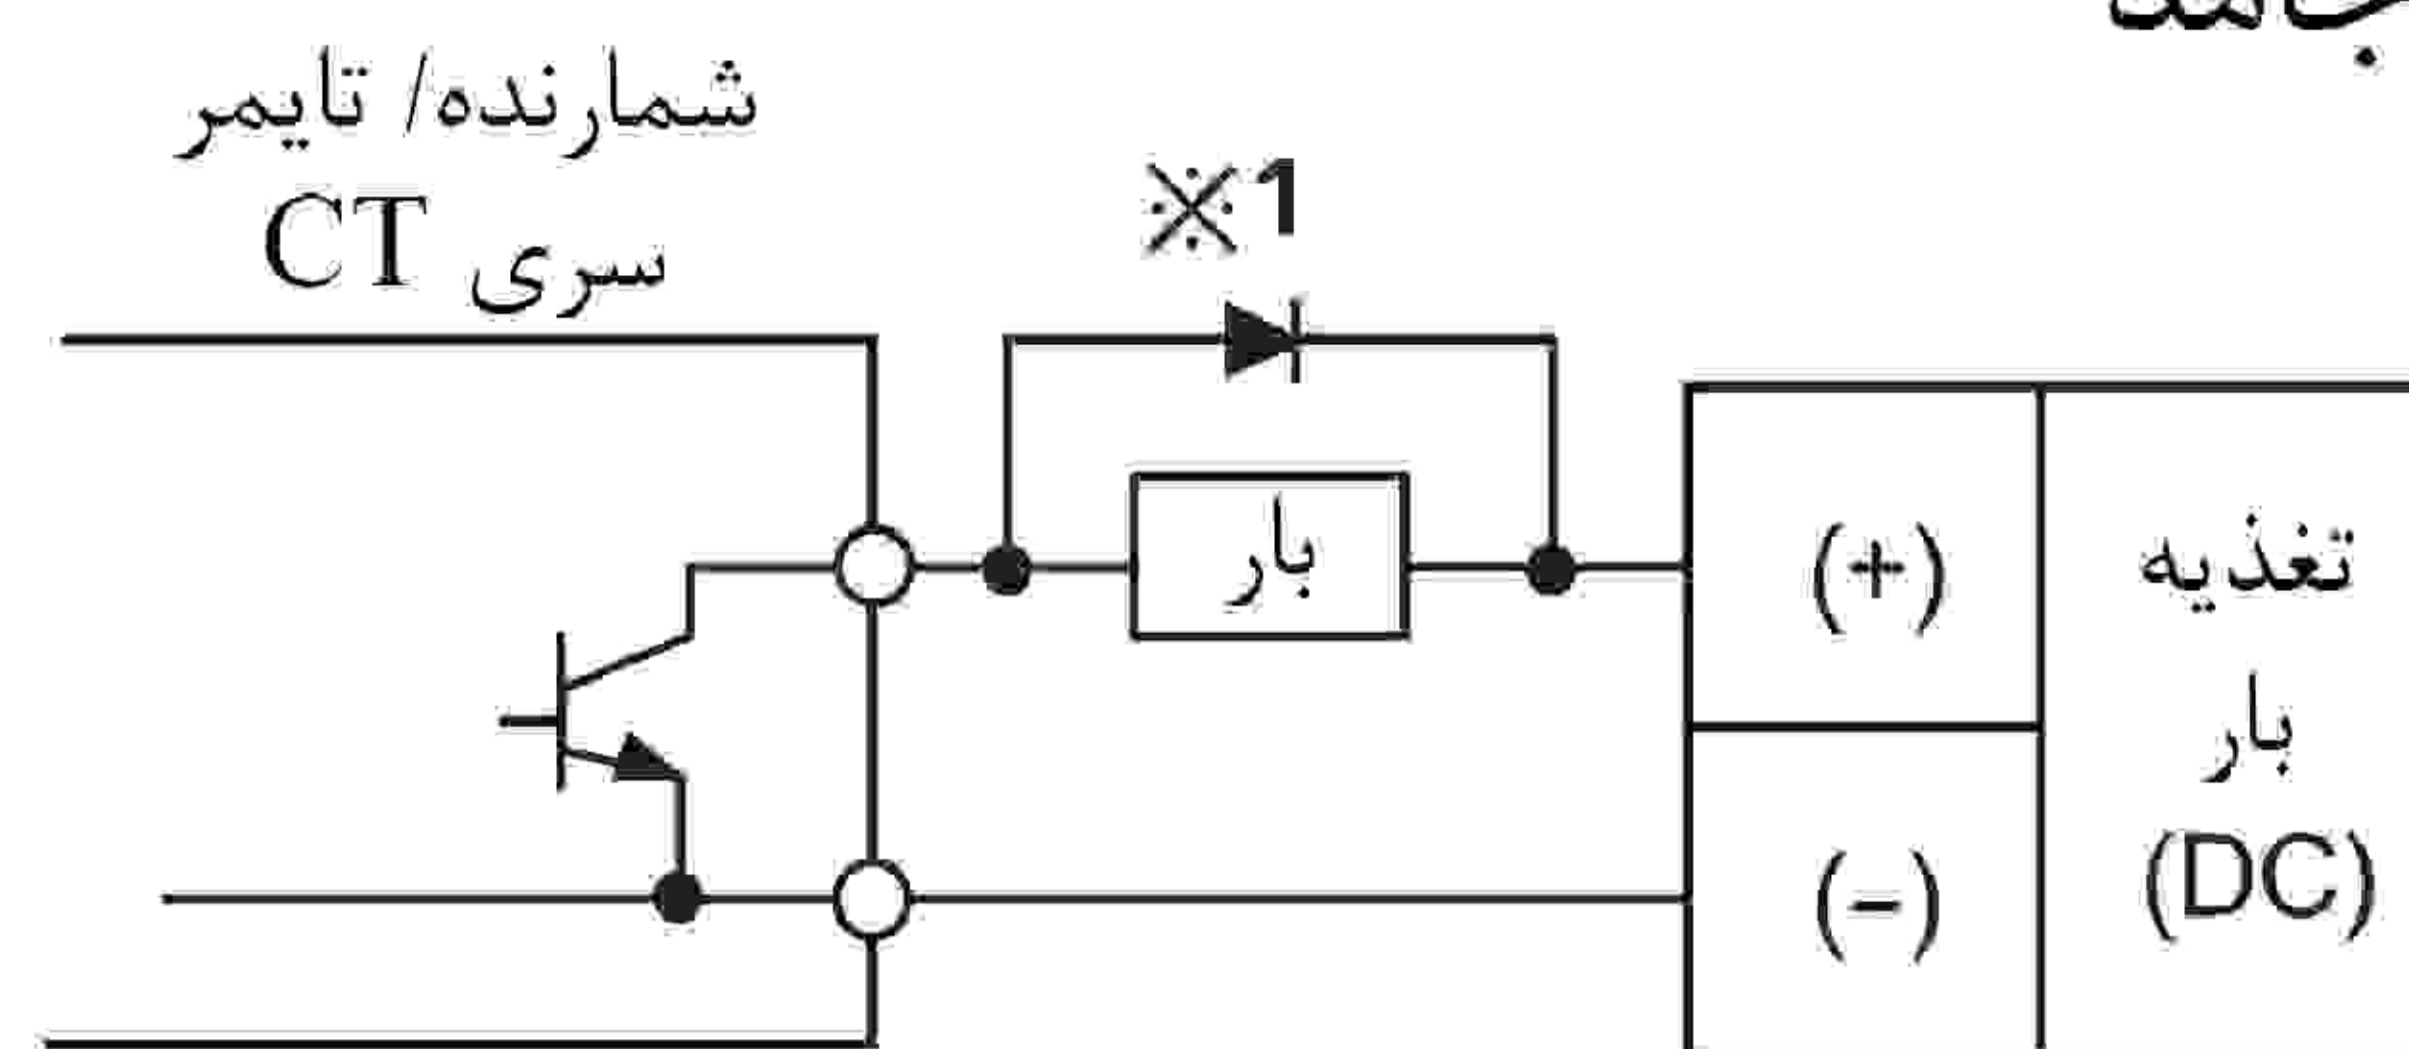 شمارنده/ تایمر
سری CT
※1
بار
(+)
(−)
تغذیه
بار
(DC)